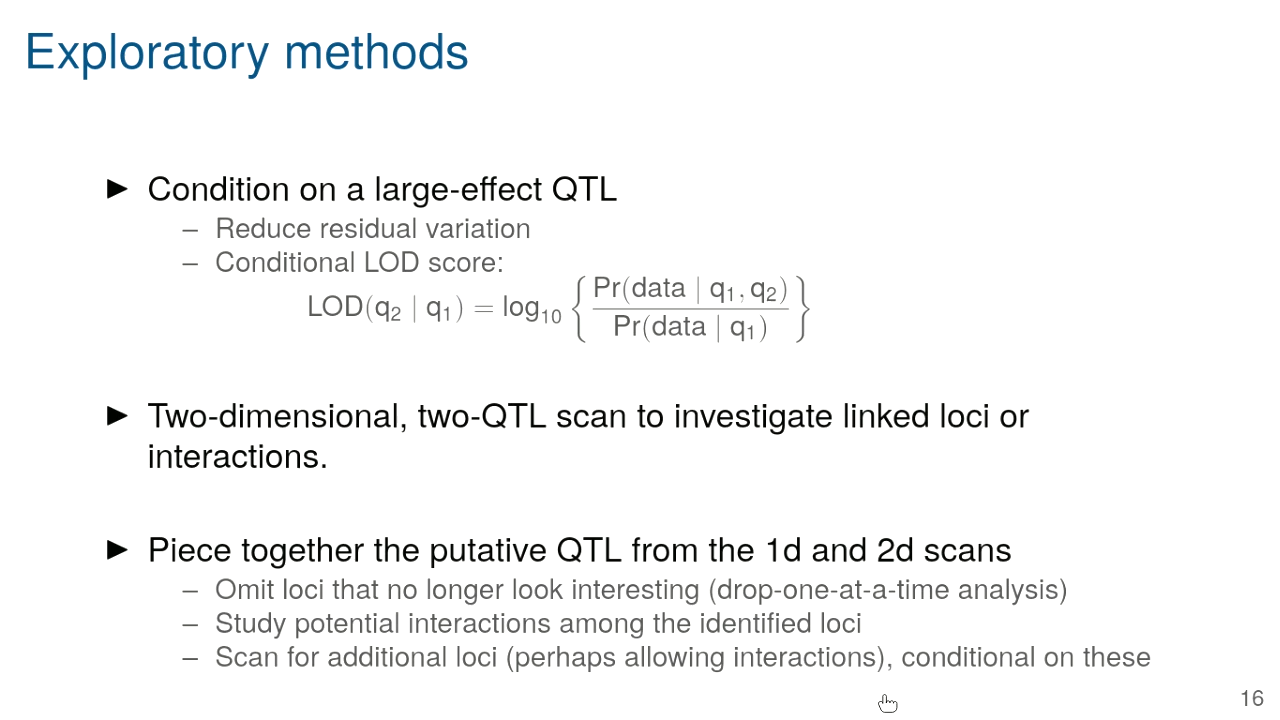 Exploratory methods
▶ Condition on a large-effect QTL
– Reduce residual variation
– Conditional LOD score:
LOD(q₂ | q₁) = log₁₀ { Pr(data | q₁, q₂) / Pr(data | q₁) }
▶ Two-dimensional, two-QTL scan to investigate linked loci or
interactions.
▶ Piece together the putative QTL from the 1d and 2d scans
– Omit loci that no longer look interesting (drop-one-at-a-time analysis)
– Study potential interactions among the identified loci
– Scan for additional loci (perhaps allowing interactions), conditional on these
16